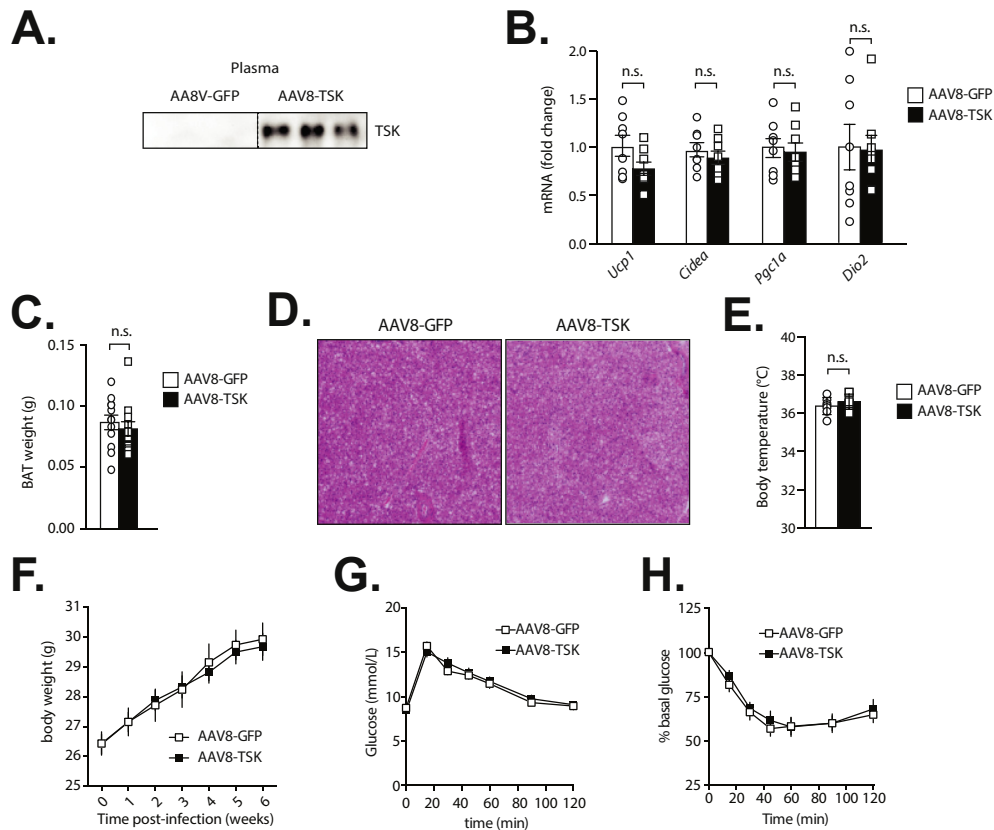 A.
Plasma
AA8V-GFP AAV8-TSK
TSK
B.
mRNA (fold change)
2.0
1.5
1.0
0.5
0.0
n.s. n.s. n.s. n.s.
Ucp1 Cidea Pgc1a Dio2
AAV8-GFP
AAV8-TSK
C.
BAT weight (g)
0.15
0.10
0.05
0.00
n.s.
AAV8-GFP
AAV8-TSK
D.
AAV8-GFP AAV8-TSK
E.
Body temperature (°C)
40
38
36
34
32
30
n.s.
AAV8-GFP
AAV8-TSK
F.
body weight (g)
31
30
29
28
27
26
25
AAV8-GFP
AAV8-TSK
0 1 2 3 4 5 6
Time post-infection (weeks)
G.
Glucose (mmol/L)
20
15
10
5
0
AAV8-GFP
AAV8-TSK
0 20 40 60 80 100 120
time (min)
H.
% basal glucose
125
100
75
50
25
AAV8-GFP
AAV8-TSK
0 20 40 60 80 100 120
Time (min)